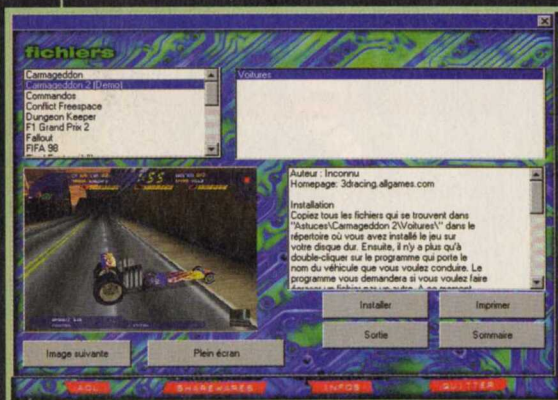 fichiers
Carmageddon
Carmageddon 2 (Demo)
Commandos
Conflict Freespace
Dungeon Keeper
F1 Grand Prix 2
Fallout
FIFA 98
Voitures
Auteur : Inconnu
Homepage: 3dracing.allgames.com
Installation
Copiez tous les fichiers qui se trouvent dans
"Astuces\Carmageddon 2\Voitures\" dans le
répertoire où vous avez installé le jeu sur
votre disque dur. Ensuite, il n'y a plus qu'à
double-cliquer sur le programme qui porte le
nom du véhicule que vous voulez conduire. Le
programme vous demandera si vous voulez faire
Installer
Imprimer
Sortie
Sommaire
Image suivante
Plein écran
AOL
SHAREWARES
INFOS
QUITTER